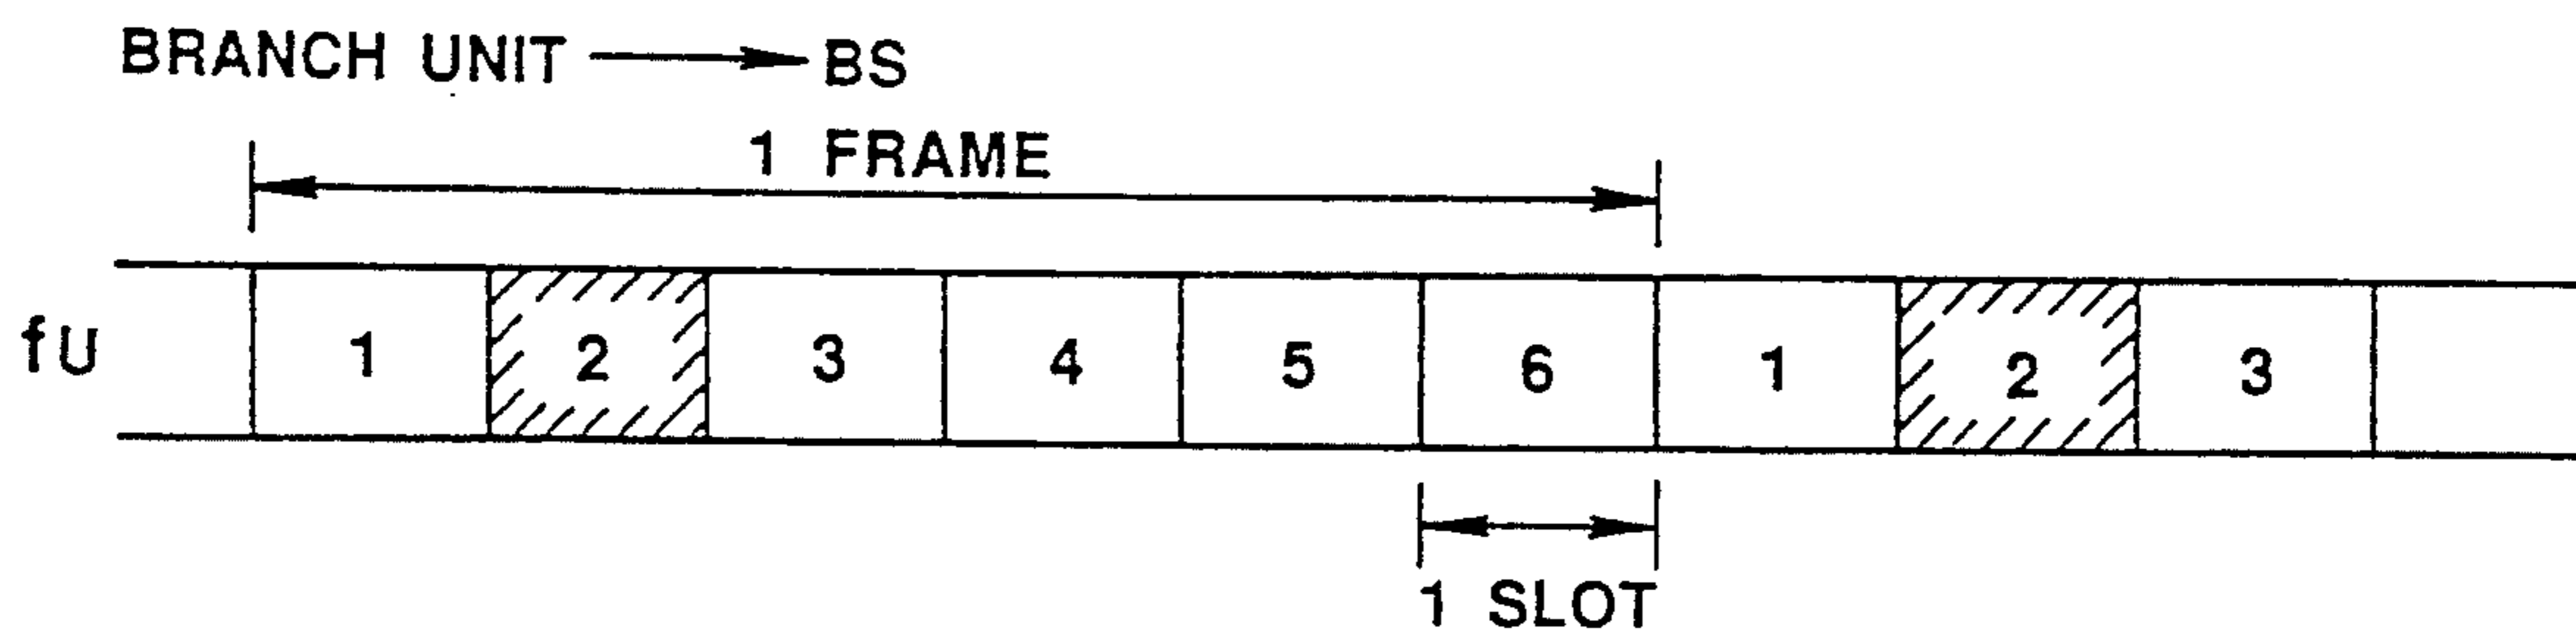 BRANCH UNIT → BS
1 FRAME
fU 1 2 3 4 5 6 1 2 3
1 SLOT